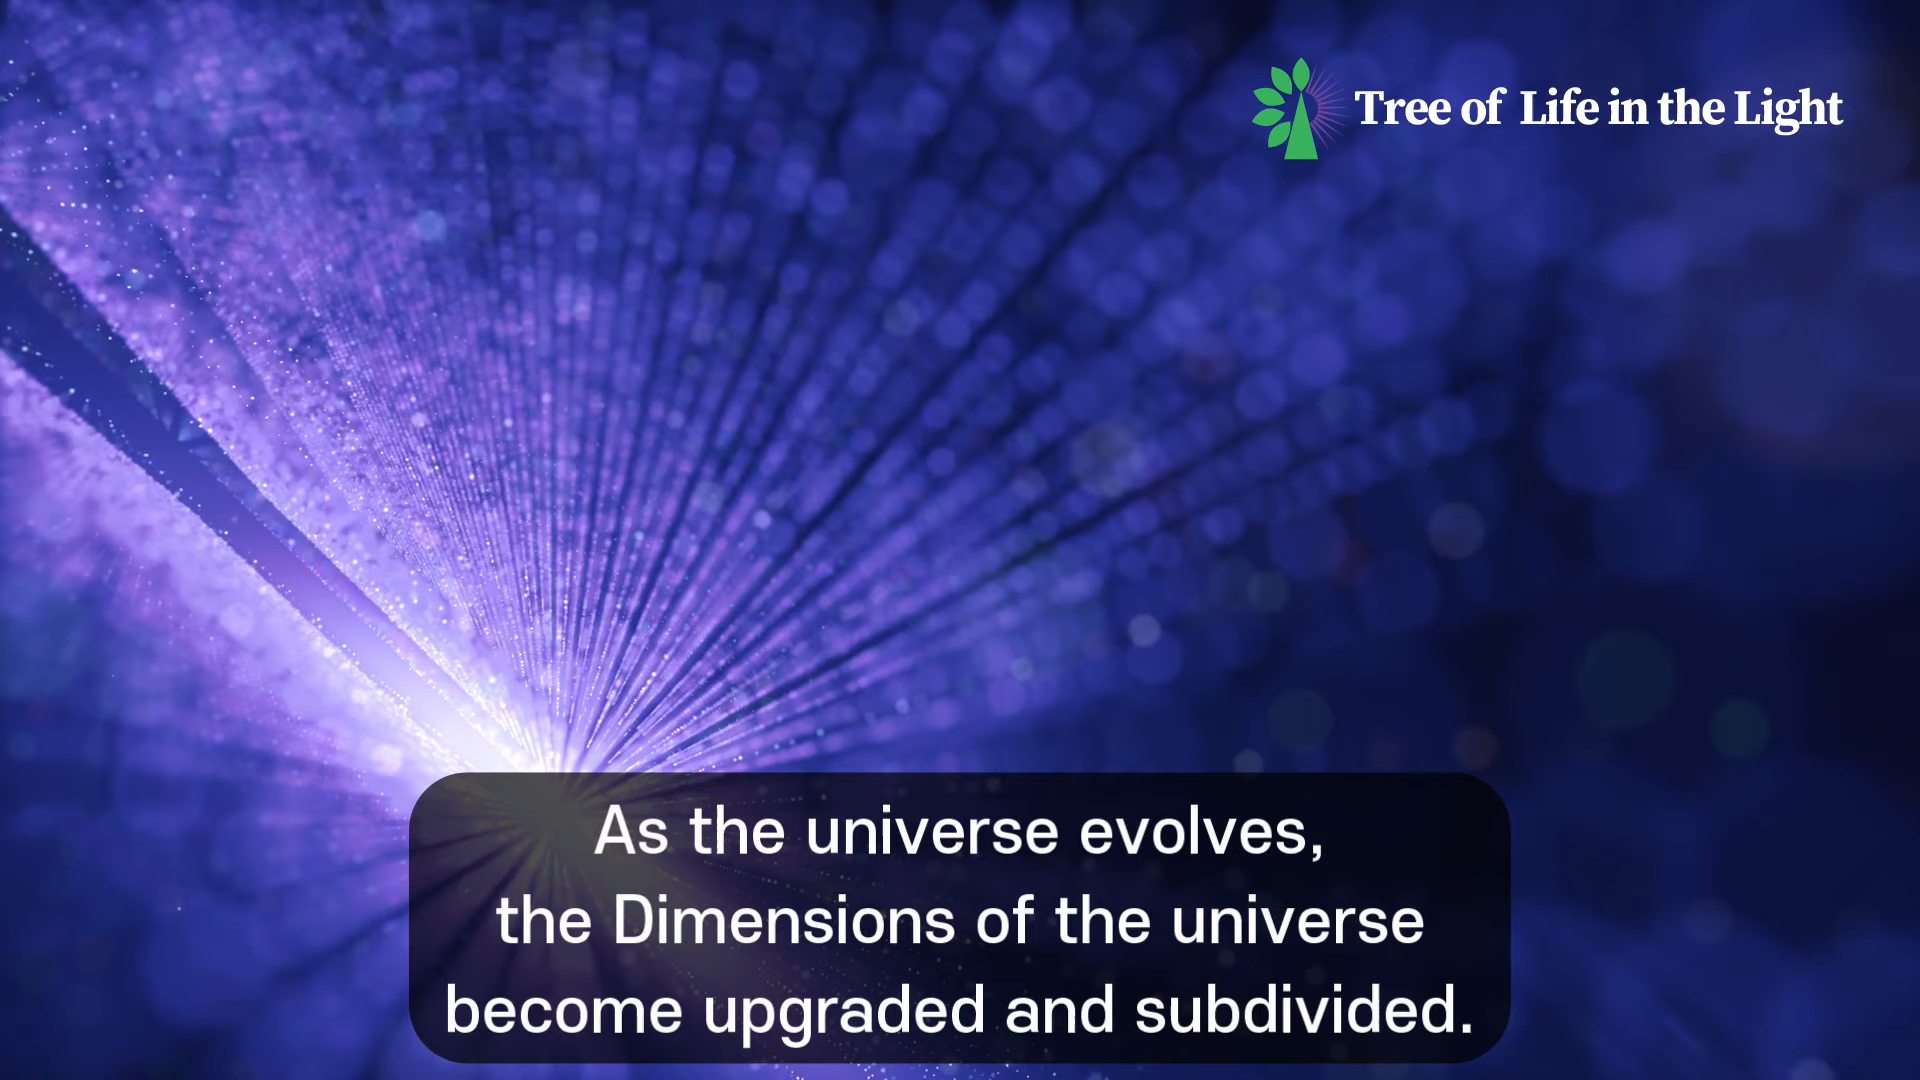 Tree of Life in the Light
As the universe evolves,
the Dimensions of the universe
become upgraded and subdivided.